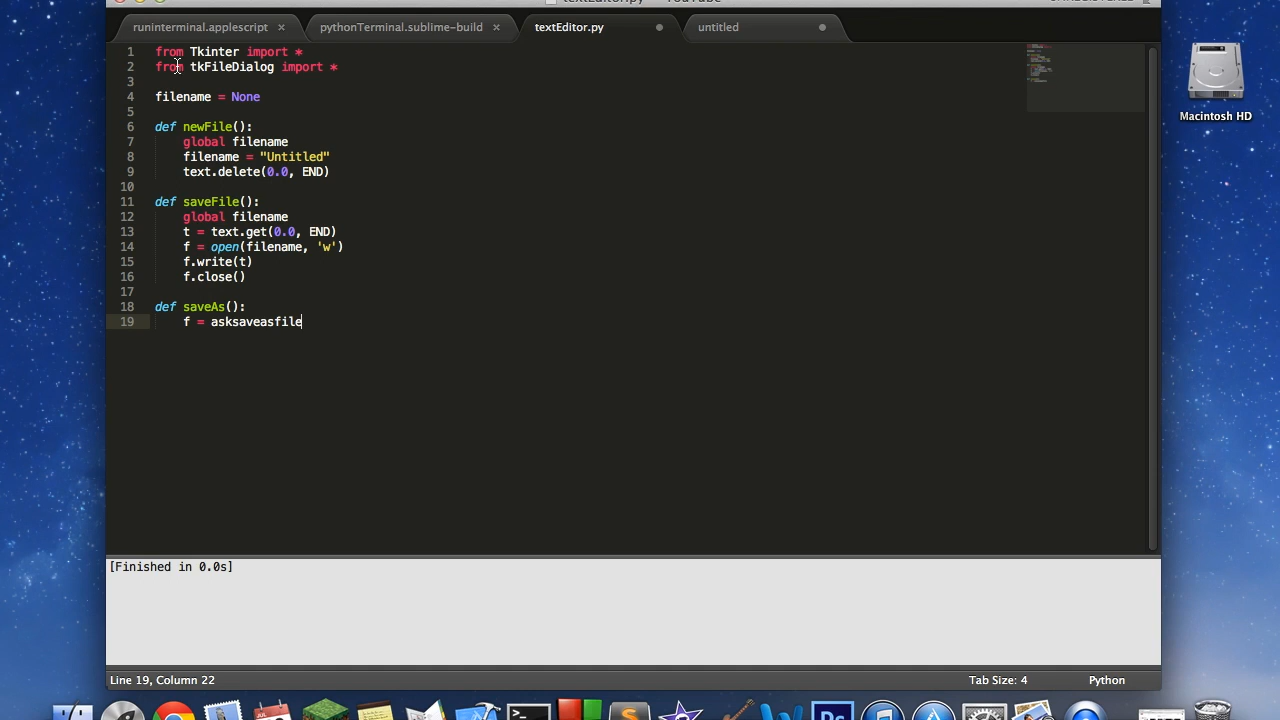 textEditor.py — YouTube
runinterminal.applescript × pythonTerminal.sublime-build × textEditor.py untitled
1 from Tkinter import *
2 from tkFileDialog import *
3
4 filename = None
5
6 def newFile():
7 global filename
8 filename = "Untitled"
9 text.delete(0.0, END)
10
11 def saveFile():
12 global filename
13 t = text.get(0.0, END)
14 f = open(filename, 'w')
15 f.write(t)
16 f.close()
17
18 def saveAs():
19 f = asksaveasfile
Macintosh HD
[Finished in 0.0s]
Line 19, Column 22 Tab Size: 4 Python